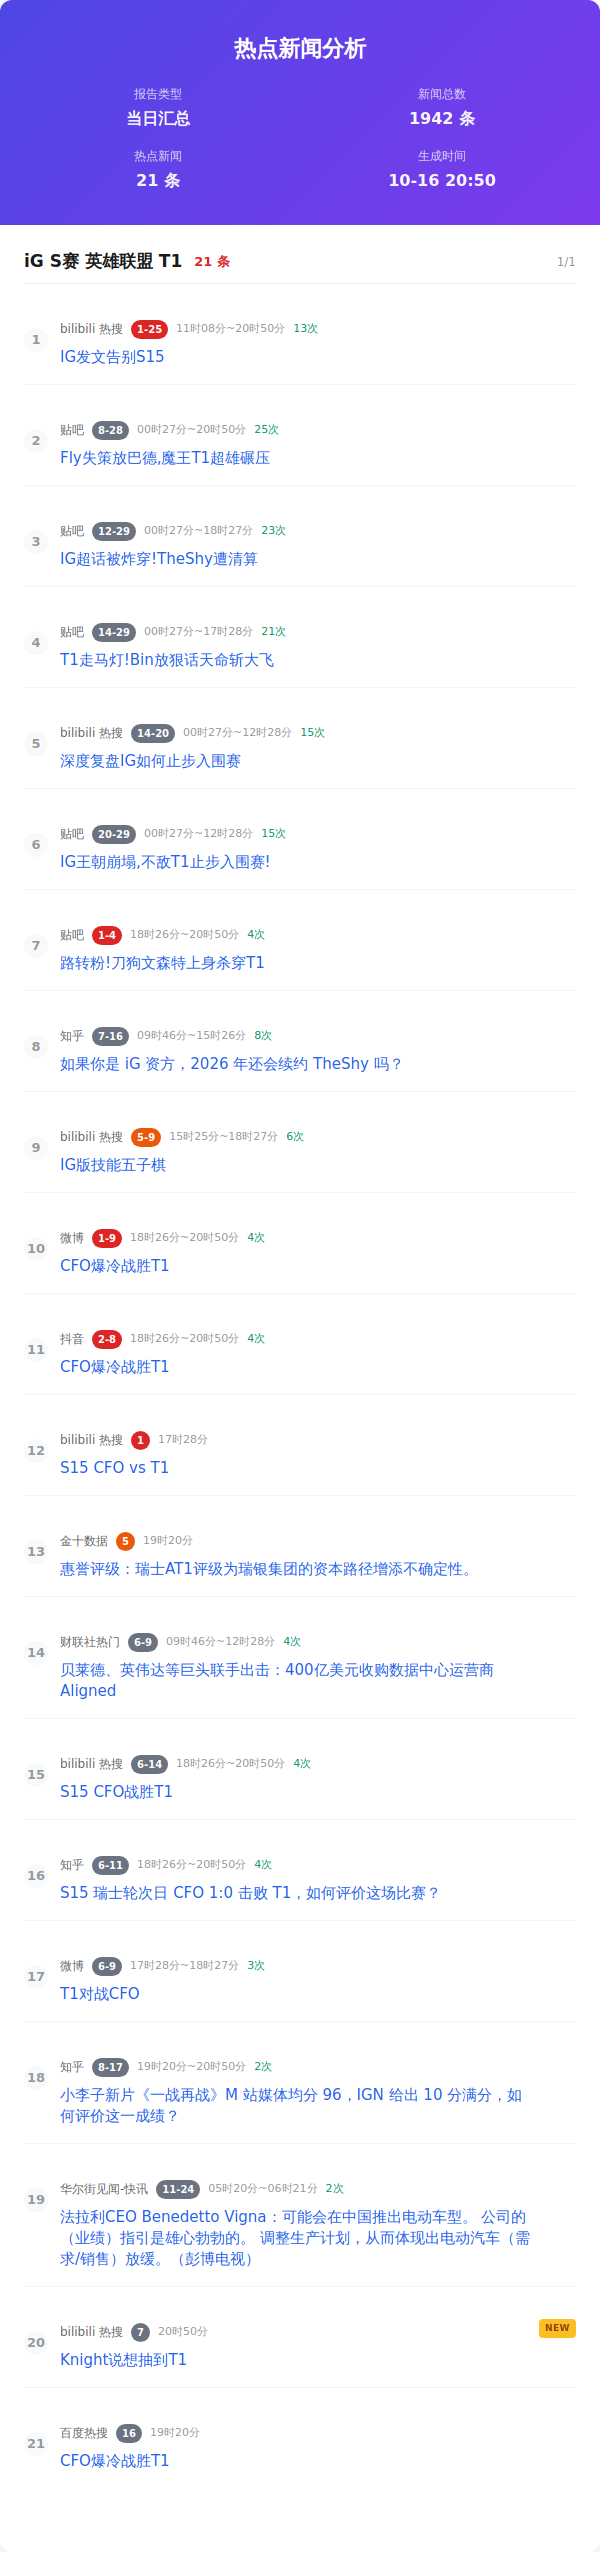 热点新闻分析
报告类型
当日汇总
新闻总数
1942 条
热点新闻
21 条
生成时间
10-16 20:50
iG S赛 英雄联盟 T1 21 条 1/1
1
bilibili 热搜 1-25 11时08分~20时50分 13次
IG发文告别S15
2
贴吧 8-28 00时27分~20时50分 25次
Fly失策放巴德,魔王T1超雄碾压
3
贴吧 12-29 00时27分~18时27分 23次
IG超话被炸穿!TheShy遭清算
4
贴吧 14-29 00时27分~17时28分 21次
T1走马灯!Bin放狠话天命斩大飞
5
bilibili 热搜 14-20 00时27分~12时28分 15次
深度复盘IG如何止步入围赛
6
贴吧 20-29 00时27分~12时28分 15次
IG王朝崩塌,不敌T1止步入围赛!
7
贴吧 1-4 18时26分~20时50分 4次
路转粉!刀狗文森特上身杀穿T1
8
知乎 7-16 09时46分~15时26分 8次
如果你是 iG 资方，2026 年还会续约 TheShy 吗？
9
bilibili 热搜 5-9 15时25分~18时27分 6次
IG版技能五子棋
10
微博 1-9 18时26分~20时50分 4次
CFO爆冷战胜T1
11
抖音 2-8 18时26分~20时50分 4次
CFO爆冷战胜T1
12
bilibili 热搜 1 17时28分
S15 CFO vs T1
13
金十数据 5 19时20分
惠誉评级：瑞士AT1评级为瑞银集团的资本路径增添不确定性。
14
财联社热门 6-9 09时46分~12时28分 4次
贝莱德、英伟达等巨头联手出击：400亿美元收购数据中心运营商
Aligned
15
bilibili 热搜 6-14 18时26分~20时50分 4次
S15 CFO战胜T1
16
知乎 6-11 18时26分~20时50分 4次
S15 瑞士轮次日 CFO 1:0 击败 T1，如何评价这场比赛？
17
微博 6-9 17时28分~18时27分 3次
T1对战CFO
18
知乎 8-17 19时20分~20时50分 2次
小李子新片《一战再战》M 站媒体均分 96，IGN 给出 10 分满分，如
何评价这一成绩？
19
华尔街见闻-快讯 11-24 05时20分~06时21分 2次
法拉利CEO Benedetto Vigna：可能会在中国推出电动车型。 公司的
（业绩）指引是雄心勃勃的。 调整生产计划，从而体现出电动汽车（需
求/销售）放缓。（彭博电视）
20
bilibili 热搜 7 20时50分 NEW
Knight说想抽到T1
21
百度热搜 16 19时20分
CFO爆冷战胜T1